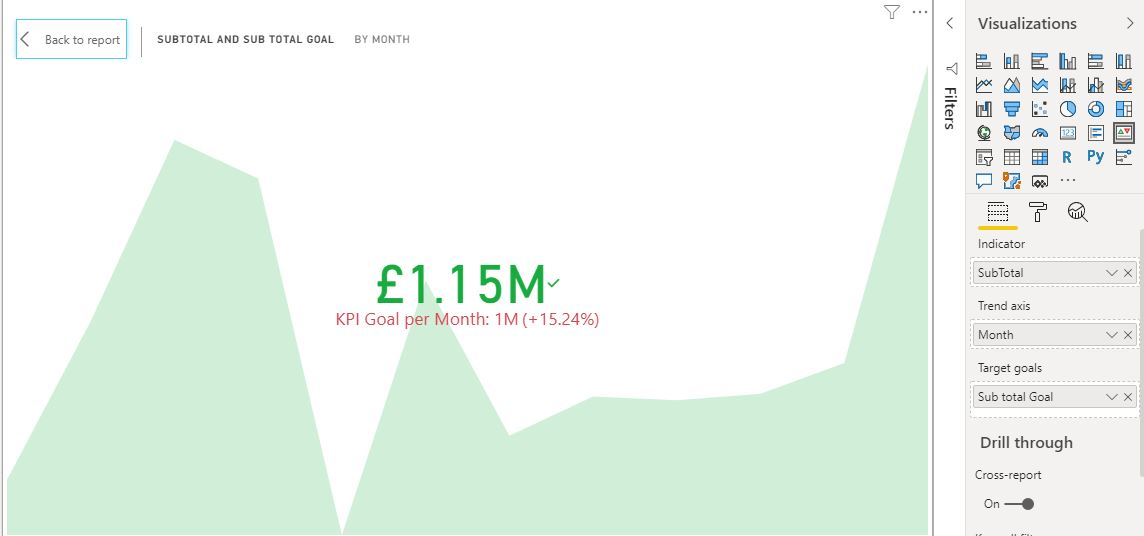 Back to report
SUBTOTAL AND SUB TOTAL GOAL BY MONTH
£1.15M
KPI Goal per Month: 1M (+15.24%)
Filters
Visualizations
123
R
Py
Indicator
SubTotal
Trend axis
Month
Target goals
Sub total Goal
Drill through
Cross-report
On